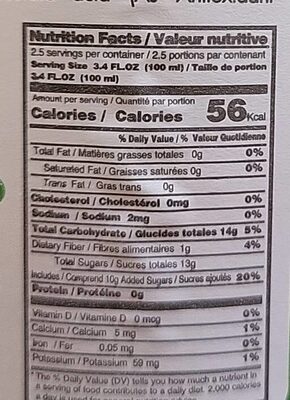 Antioxidant
Nutrition Facts / Valeur nutritive
2.5 servings per container / 2.5 portions par contenant
Serving Size 3.4 FL.OZ (100 ml) / Taille de portion
3.4 FL.OZ (100 ml)
Amount per serving / Quantité par portion
Calories / Calories 56Kcal
% Daily Value / % Valeur Quotidienne
Total Fat / Matières grasses totales 0g 0%
Saturated Fat / Graisses saturées 0g 0%
Trans Fat / Gras trans 0g
Cholesterol / Cholestérol 0mg 0%
Sodium / Sodium 2mg 0%
Total Carbohydrate / Glucides totales 14g 5%
Dietary Fiber / Fibres alimentaires 1g 4%
Total Sugars / Sucres totales 13g
Includes / Comprend 10g Added Sugars / Sucres ajoutés 20%
Protein / Protéine 0g
Vitamin D / Vitamine D 0 mcg 0%
Calcium / Calcium 5 mg 1%
Iron / Fer 0.05 mg 0%
Potassium / Potassium 59 mg 1%
* The % Daily Value (DV) tells you how much a nutrient in
a serving of food contributes to a daily diet. 2,000 calories